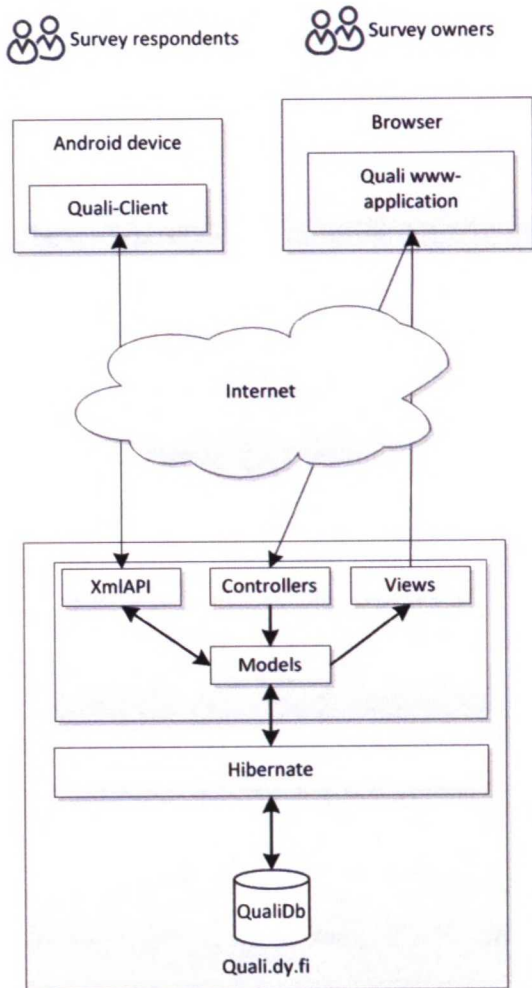 Survey respondents
Survey owners
Android device
Quali-Client
Browser
Quali www-
application
Internet
XmlAPI
Controllers
Views
Models
Hibernate
QualiDb
Quali.dy.fi